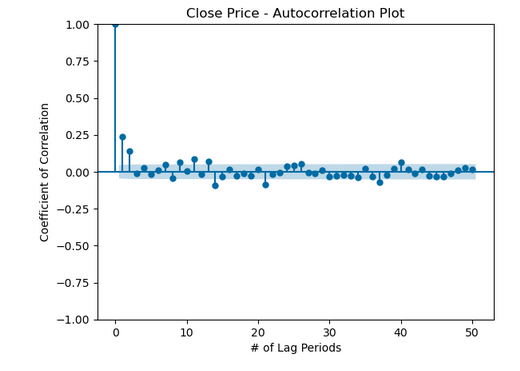 Close Price - Autocorrelation Plot
1.00
0.75
0.50
0.25
0.00
−0.25
−0.50
−0.75
−1.00
Coefficient of Correlation
0 10 20 30 40 50
# of Lag Periods